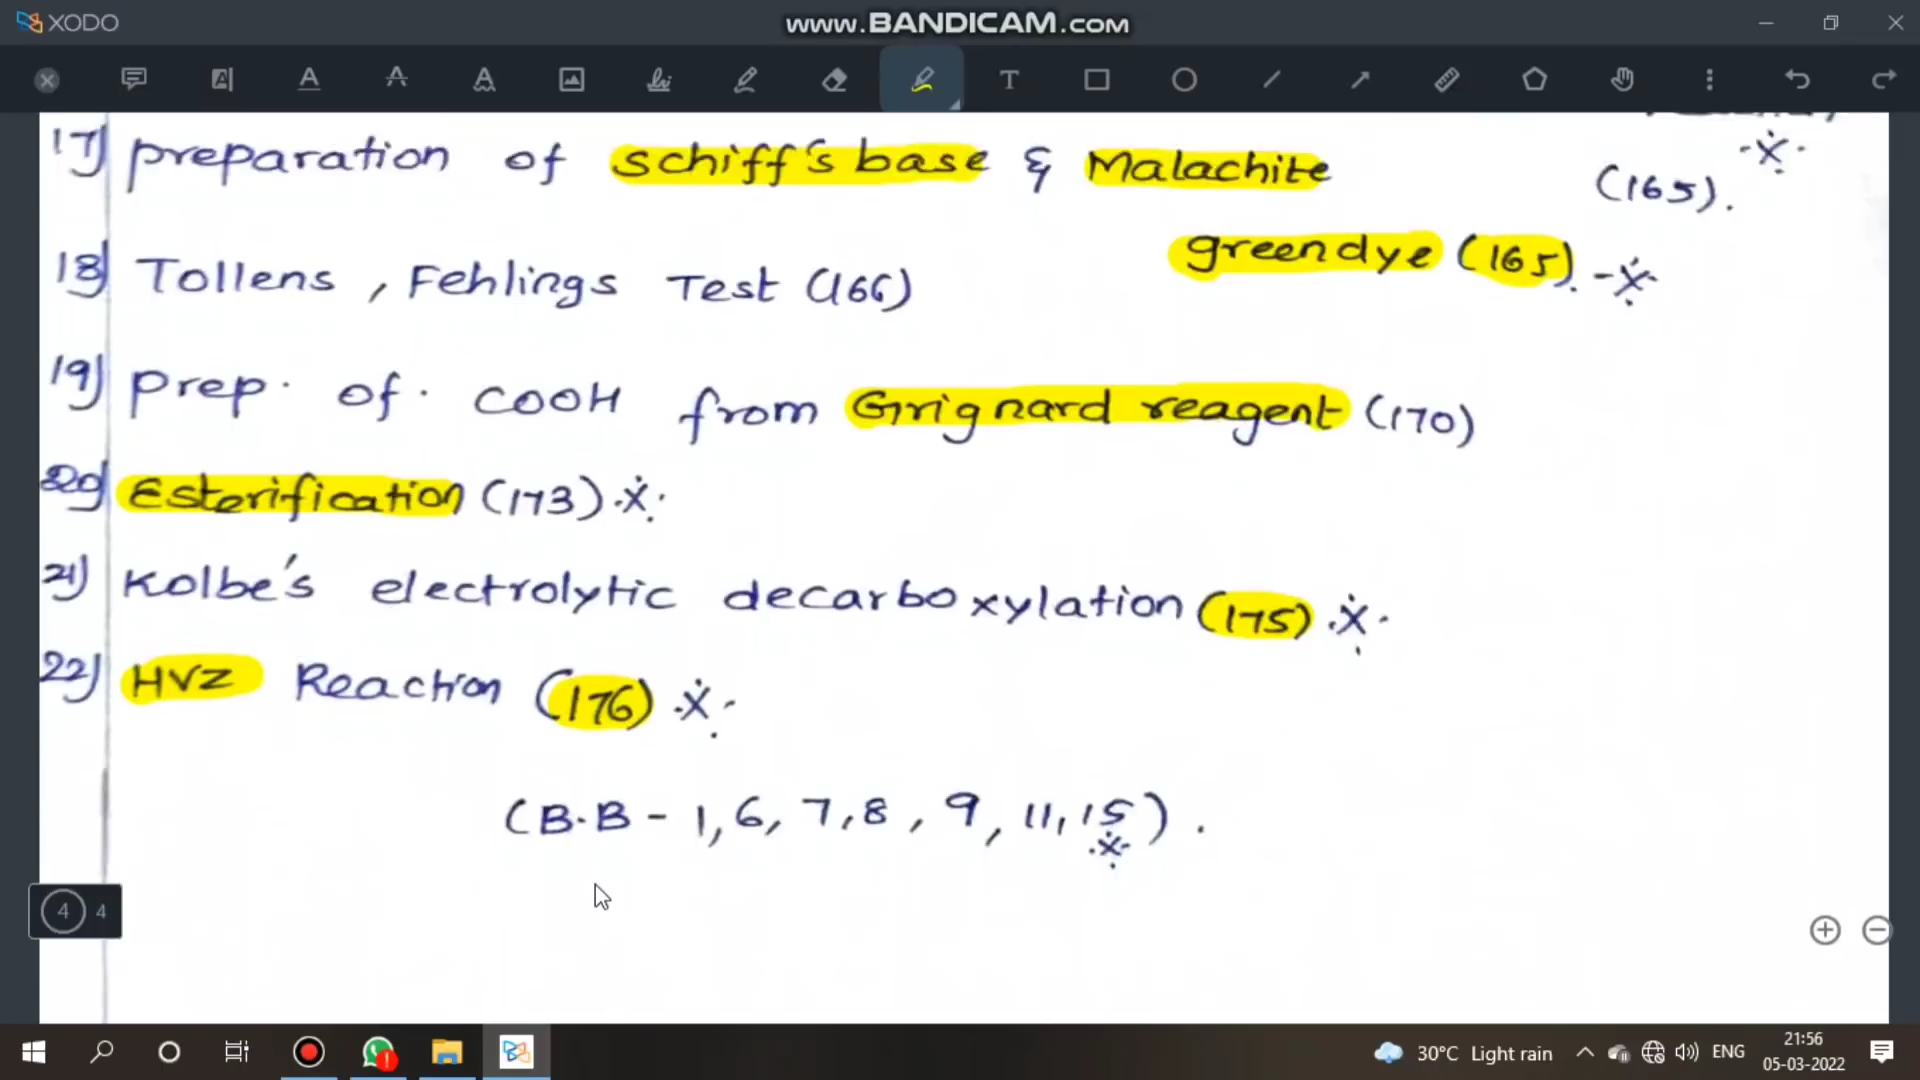 XODO
www.BANDICAM.com
17) preparation of schiff's base & Malachite
(165).
greendye (165).
18) Tollens, Fehlings Test (166)
19) prep. of. COOH from Grignard reagent (170)
20) Esterification (173)
21) Kolbe's electrolytic decarboxylation (175)
22) HVZ Reaction (176)
(B.B - 1, 6, 7, 8, 9, 11, 15).
4 4
30°C Light rain
ENG
21:56
05-03-2022